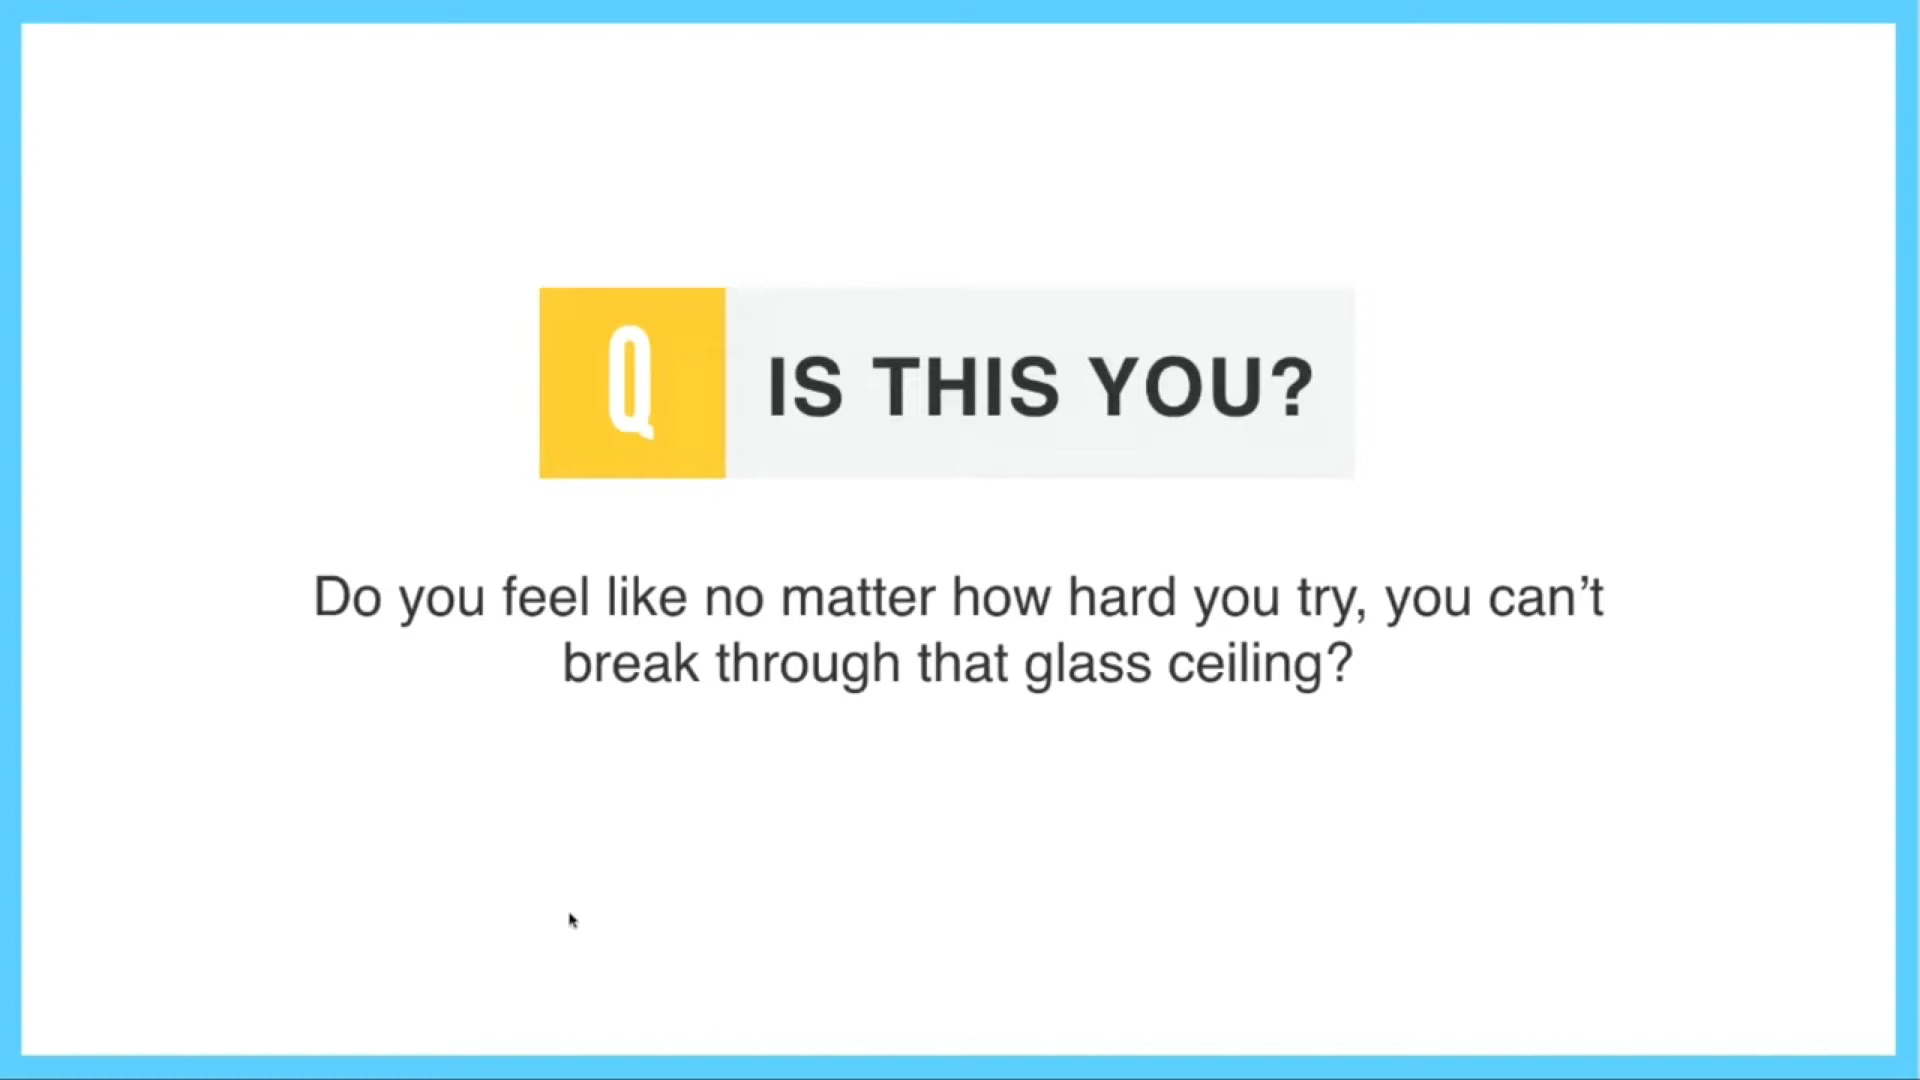 Q IS THIS YOU?
Do you feel like no matter how hard you try, you can’t
break through that glass ceiling?